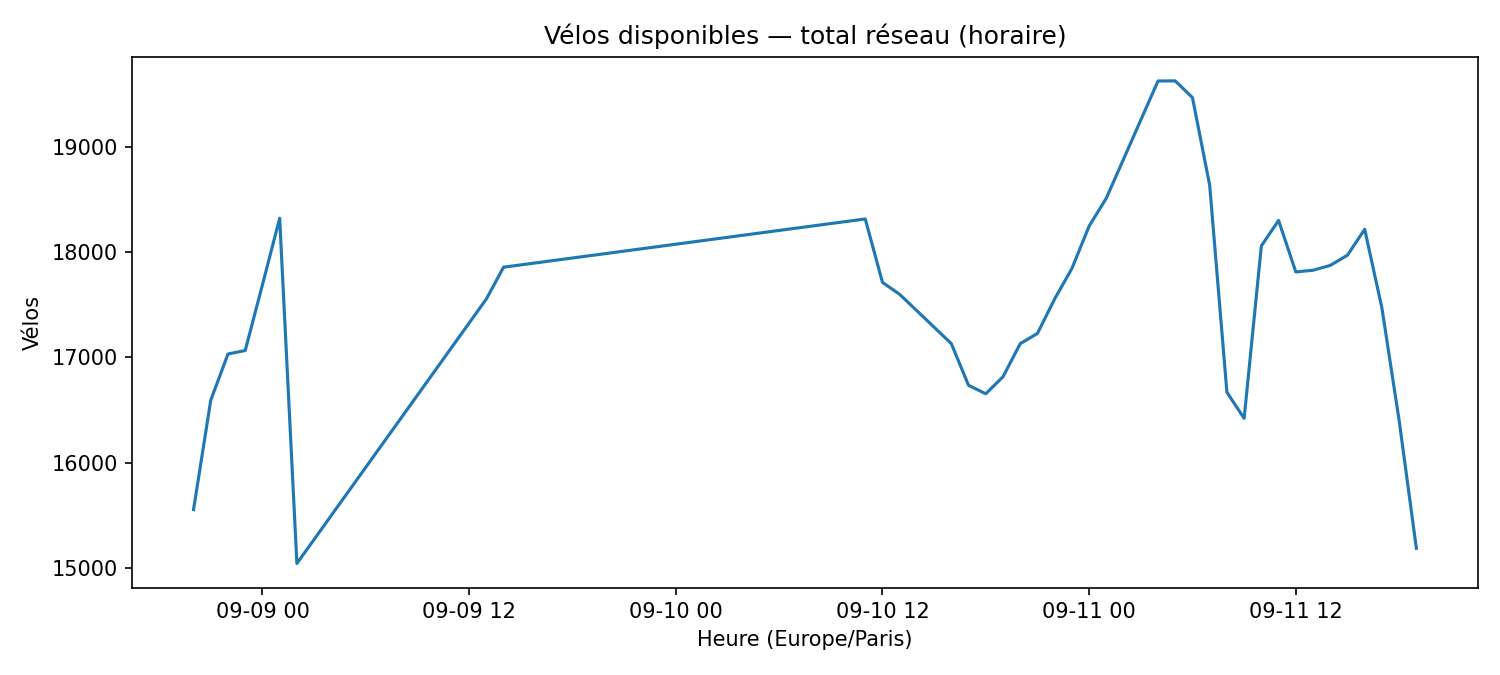 Vélos disponibles — total réseau (horaire)
Vélos
19000
18000
17000
16000
15000
09-09 00 09-09 12 09-10 00 09-10 12 09-11 00 09-11 12
Heure (Europe/Paris)